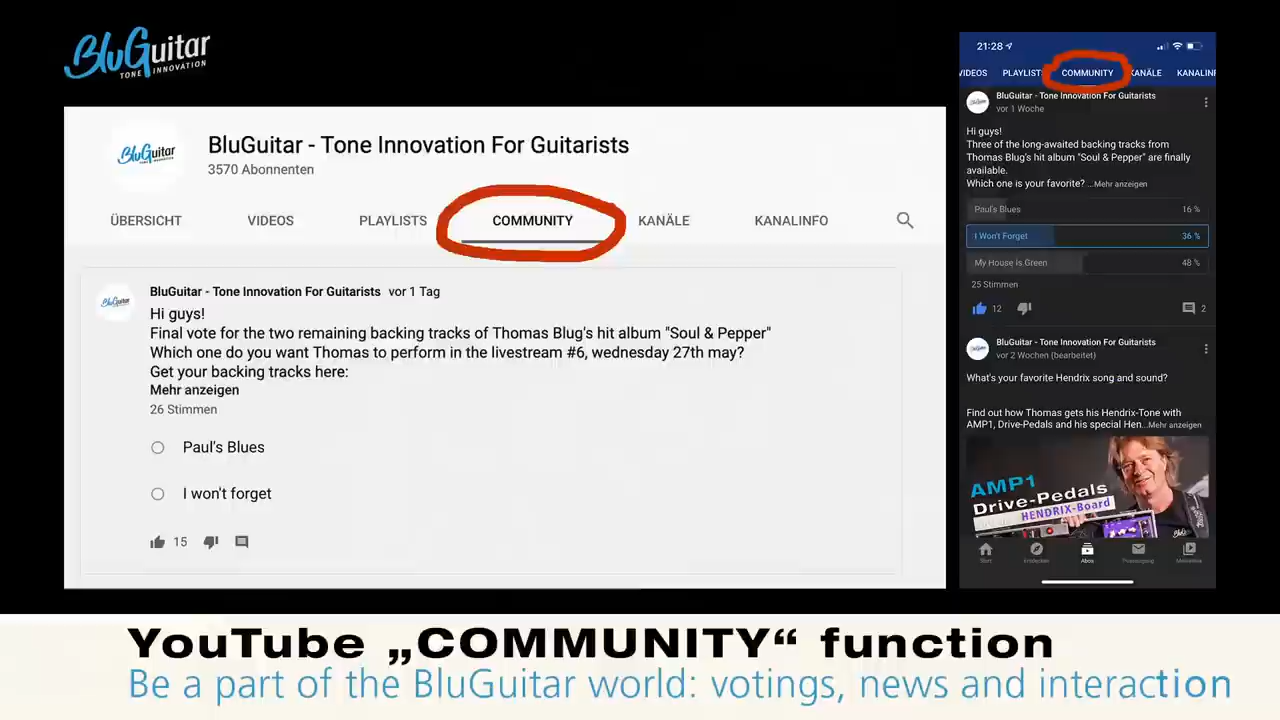 BluGuitar
TONE INNOVATION
BluGuitar
BluGuitar - Tone Innovation For Guitarists
3570 Abonnenten
ÜBERSICHT VIDEOS PLAYLISTS COMMUNITY KANÄLE KANALINFO
BluGuitar
BluGuitar - Tone Innovation For Guitarists vor 1 Tag
Hi guys!
Final vote for the two remaining backing tracks of Thomas Blug's hit album "Soul & Pepper"
Which one do you want Thomas to perform in the livestream #6, wednesday 27th may?
Get your backing tracks here:
Mehr anzeigen
26 Stimmen
Paul's Blues
I won't forget
15
21:28
VIDEOS PLAYLIST COMMUNITY KANÄLE KANALINF
BluGuitar - Tone Innovation For Guitarists
vor 1 Woche
Hi guys!
Three of the long-awaited backing tracks from
Thomas Blug's hit album "Soul & Pepper" are finally
available.
Which one is your favorite? ...Mehr anzeigen
Paul's Blues 16 %
I Won't Forget 36 %
My House Is Green 48 %
25 Stimmen
12 2
BluGuitar - Tone Innovation For Guitarists
vor 2 Wochen (bearbeitet)
What's your favorite Hendrix song and sound?
Find out how Thomas gets his Hendrix-Tone with
AMP1, Drive-Pedals and his special Hen...Mehr anzeigen
AMP1
Drive-Pedals
HENDRIX-Board
Start Entdecken Abos Mediathek
YouTube „COMMUNITY“ function
Be a part of the BluGuitar world: votings, news and interaction